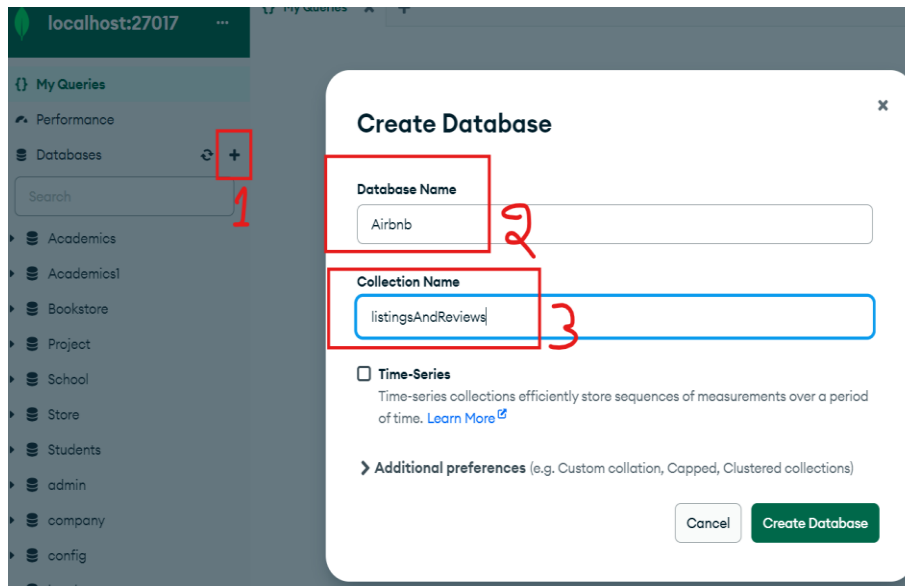 localhost:27017 ...
{} My Queries
Performance
Databases
Search
Academics
Academics1
Bookstore
Project
School
Store
Students
admin
company
config
My Queries
Create Database
Database Name
Airbnb
Collection Name
listingsAndReviews
Time-Series
Time-series collections efficiently store sequences of measurements over a period
of time. Learn More
Additional preferences (e.g. Custom collation, Capped, Clustered collections)
Cancel
Create Database
1
2
3